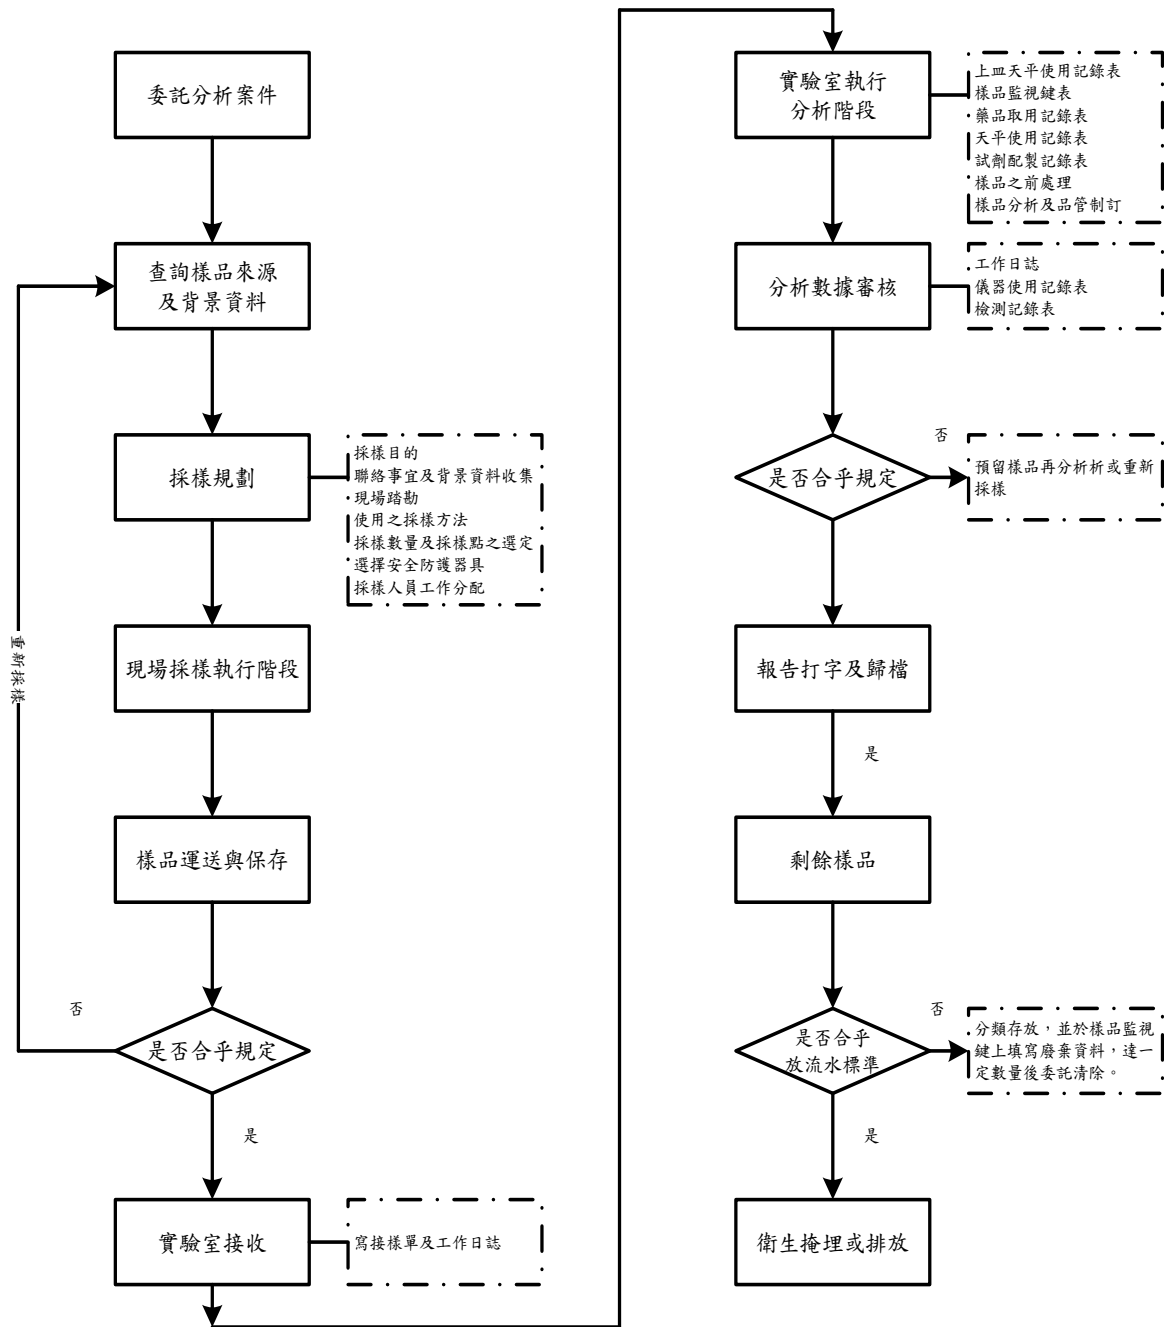 委託分析案件
查詢樣品來源
及背景資料
採樣規劃
採樣目的
聯絡事宜及背景資料收集
現場踏勘
使用之採樣方法
採樣數量及採樣點之選定
選擇安全防護器具
採樣人員工作分配
現場採樣執行階段
重新採樣
樣品運送與保存
否
是否合乎規定
是
實驗室接收
寫接樣單及工作日誌
實驗室執行
分析階段
上皿天平使用記錄表
樣品監視鍵表
藥品取用記錄表
天平使用記錄表
試劑配製記錄表
樣品之前處理
樣品分析及品管制訂
分析數據審核
工作日誌
儀器使用記錄表
檢測記錄表
是否合乎規定
否
預留樣品再分析析或重新
採樣
報告打字及歸檔
是
剩餘樣品
是否合乎
放流水標準
否
分類存放，並於樣品監視
鍵上填寫廢棄資料，達一
定數量後委託清除。
是
衛生掩埋或排放